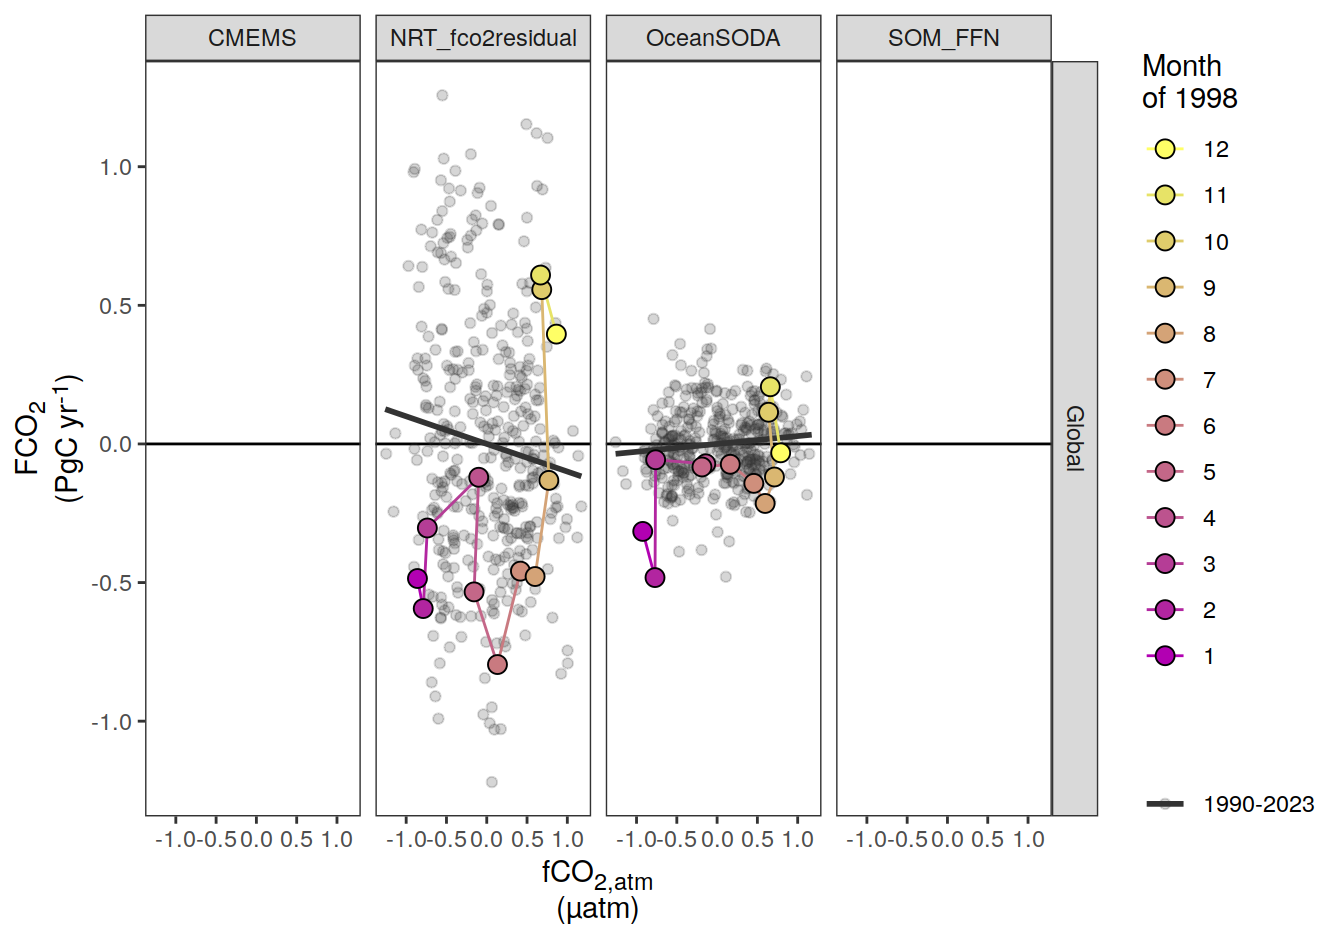 CMEMS
NRT_fco2residual
OceanSODA
SOM_FFN
Global
FCO2
(PgC yr-1)
1.0
0.5
0.0
-0.5
-1.0
-1.0 -0.5 0.0 0.5 1.0
-1.0 -0.5 0.0 0.5 1.0
-1.0 -0.5 0.0 0.5 1.0
-1.0 -0.5 0.0 0.5 1.0
fCO2,atm
(µatm)
Month
of 1998
12
11
10
9
8
7
6
5
4
3
2
1
1990-2023